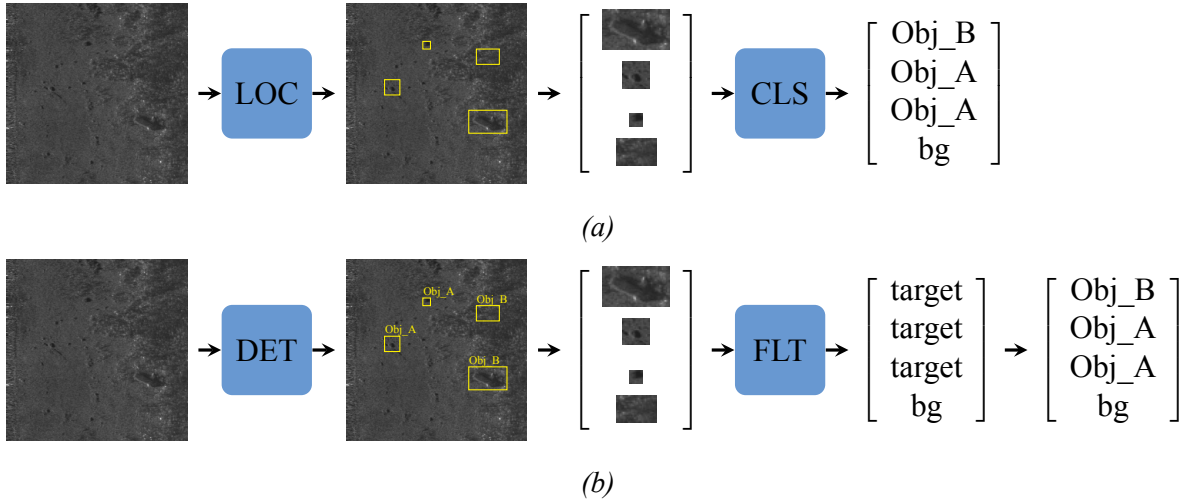 LOC
CLS
Obj_B
Obj_A
Obj_A
bg
(a)
DET
Obj_A
Obj_B
Obj_A
Obj_B
FLT
target
target
target
bg
Obj_B
Obj_A
Obj_A
bg
(b)